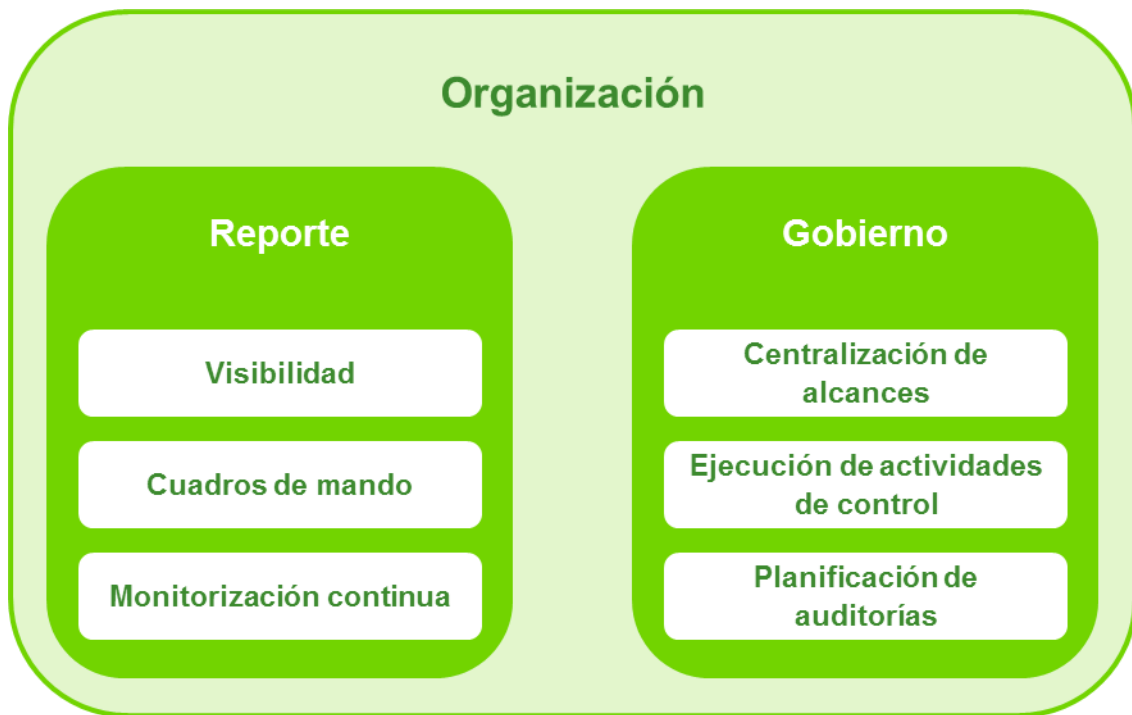 Organización
Reporte
Visibilidad
Cuadros de mando
Monitorización continua
Gobierno
Centralización de
alcances
Ejecución de actividades
de control
Planificación de
auditorías